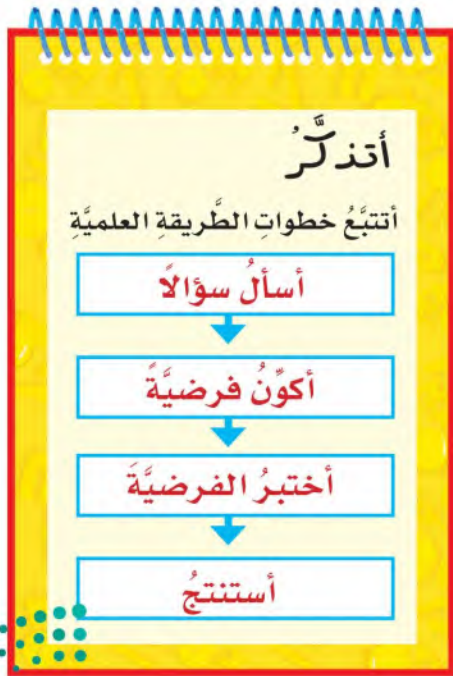 أتذكَّرُ
أتتبَّعُ خطواتِ الطَّريقةِ العلميَّةِ
أسألُ سؤالًا
أكوِّنُ فرضيَّةً
أختبرُ الفرضيَّةَ
أستنتجُ